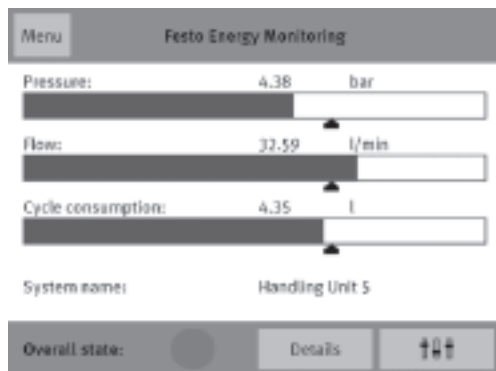 Menu Festo Energy Monitoring
Pressure: 4.38 bar
Flow: 32.59 l/min
Cycle consumption: 4.35 l
System name: Handling Unit 5
Overall state: Details